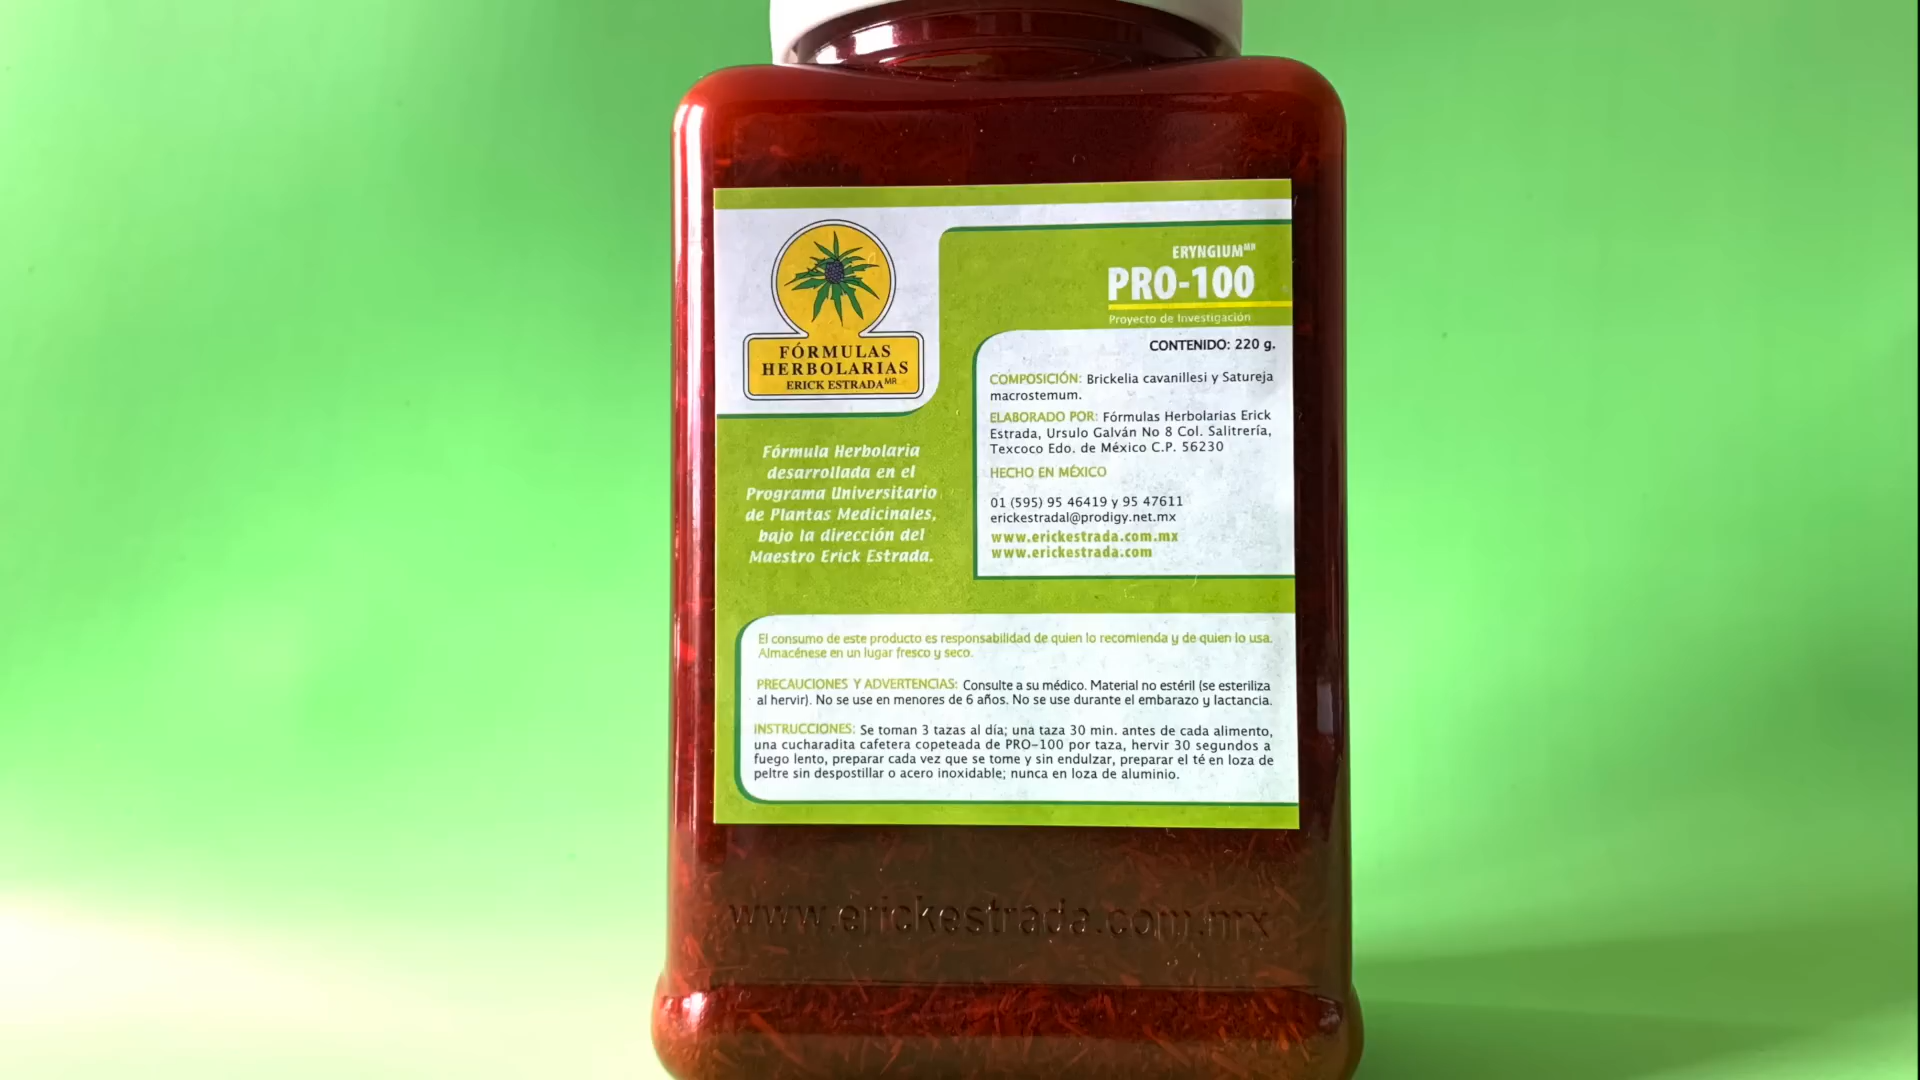 ERYNGIUM MR
PRO-100
Proyecto de Investigación
FÓRMULAS
HERBOLARIAS
ERICK ESTRADA MR
CONTENIDO: 220 g.
COMPOSICIÓN: Brickelia cavanillesi y Satureja
macrostemum.
ELABORADO POR: Fórmulas Herbolarias Erick
Estrada, Ursulo Galván No 8 Col. Salitrería,
Texcoco Edo. de México C.P. 56230
HECHO EN MÉXICO
01 (595) 95 46419 y 95 47611
erickestradal@prodigy.net.mx
www.erickestrada.com.mx
www.erickestrada.com
Fórmula Herbolaria
desarrollada en el
Programa Universitario
de Plantas Medicinales,
bajo la dirección del
Maestro Erick Estrada.
El consumo de este producto es responsabilidad de quien lo recomienda y de quien lo usa.
Almacénese en un lugar fresco y seco.
PRECAUCIONES Y ADVERTENCIAS: Consulte a su médico. Material no estéril (se esteriliza
al hervir). No se use en menores de 6 años. No se use durante el embarazo y lactancia.
INSTRUCCIONES: Se toman 3 tazas al día; una taza 30 min. antes de cada alimento,
una cucharadita cafetera copeteada de PRO-100 por taza, hervir 30 segundos a
fuego lento, preparar cada vez que se tome y sin endulzar, preparar el té en loza de
peltre sin despostillar o acero inoxidable; nunca en loza de aluminio.
www.erickestrada.com.mx